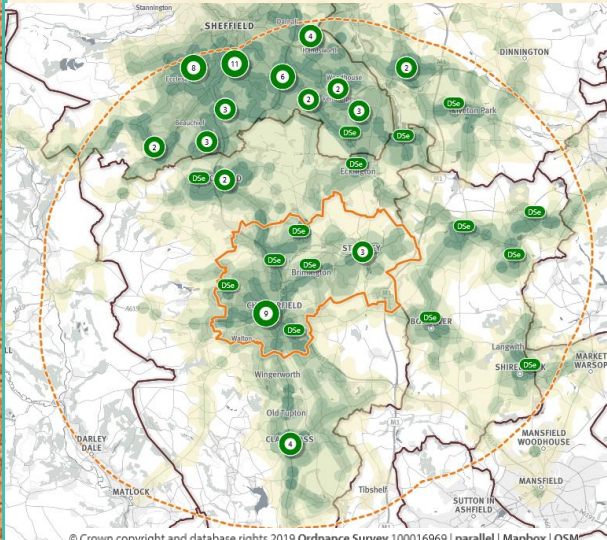 Stannington
SHEFFIELD
4
DINNINGTON
8
11
6
2
2
2
3
3
DSe
DSe
DSe
Beauchief
2
3
DSe
Eckington
DSe
2
DSe
DSe
DSe
DSe
3
DSe
DSe
Brimington
DSe
9
DSe
DSe
Walton
Langwith
DSe
Wingerworth
MARKET
WARSOP
Old Tupton
4
DARLEY
DALE
MANSFIELD
WOODHOUSE
MANSFIELD
Tibshelf
MATLOCK
SUTTON IN
ASHFIELD
© Crown copyright and database rights 2019 Ordnance Survey 100016969 | parallel | Mapbox | OSM